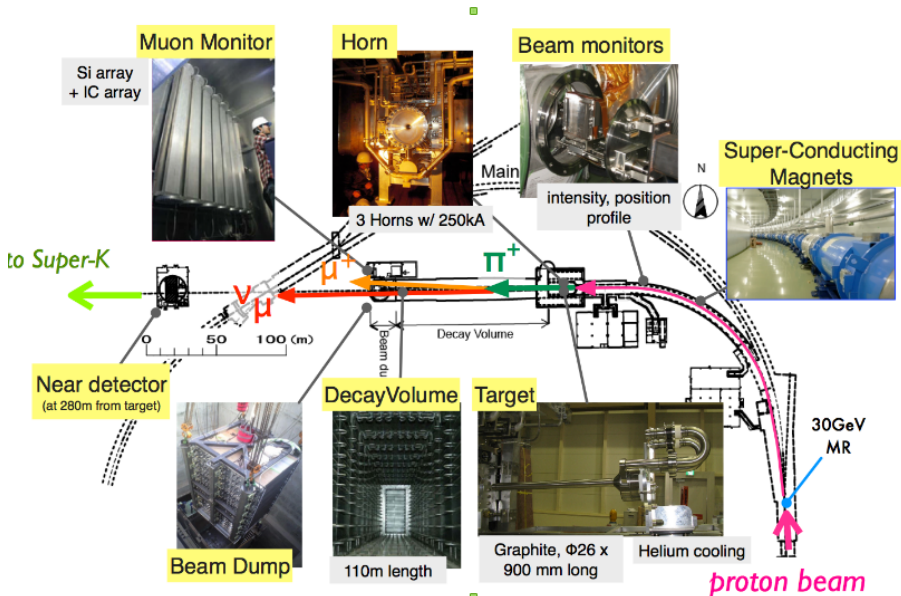 Muon Monitor
Si array
+ IC array
Horn
3 Horns w/ 250kA
Beam monitors
intensity, position
profile
Main
N
Super-Conducting
Magnets
to Super-K
νμ
μ+
π+
0 50 100 (m)
Beam du
Decay Volume
Near detector
(at 280m from target)
Beam Dump
DecayVolume
110m length
Target
Graphite, Φ26 x
900 mm long
Helium cooling
30GeV
MR
proton beam